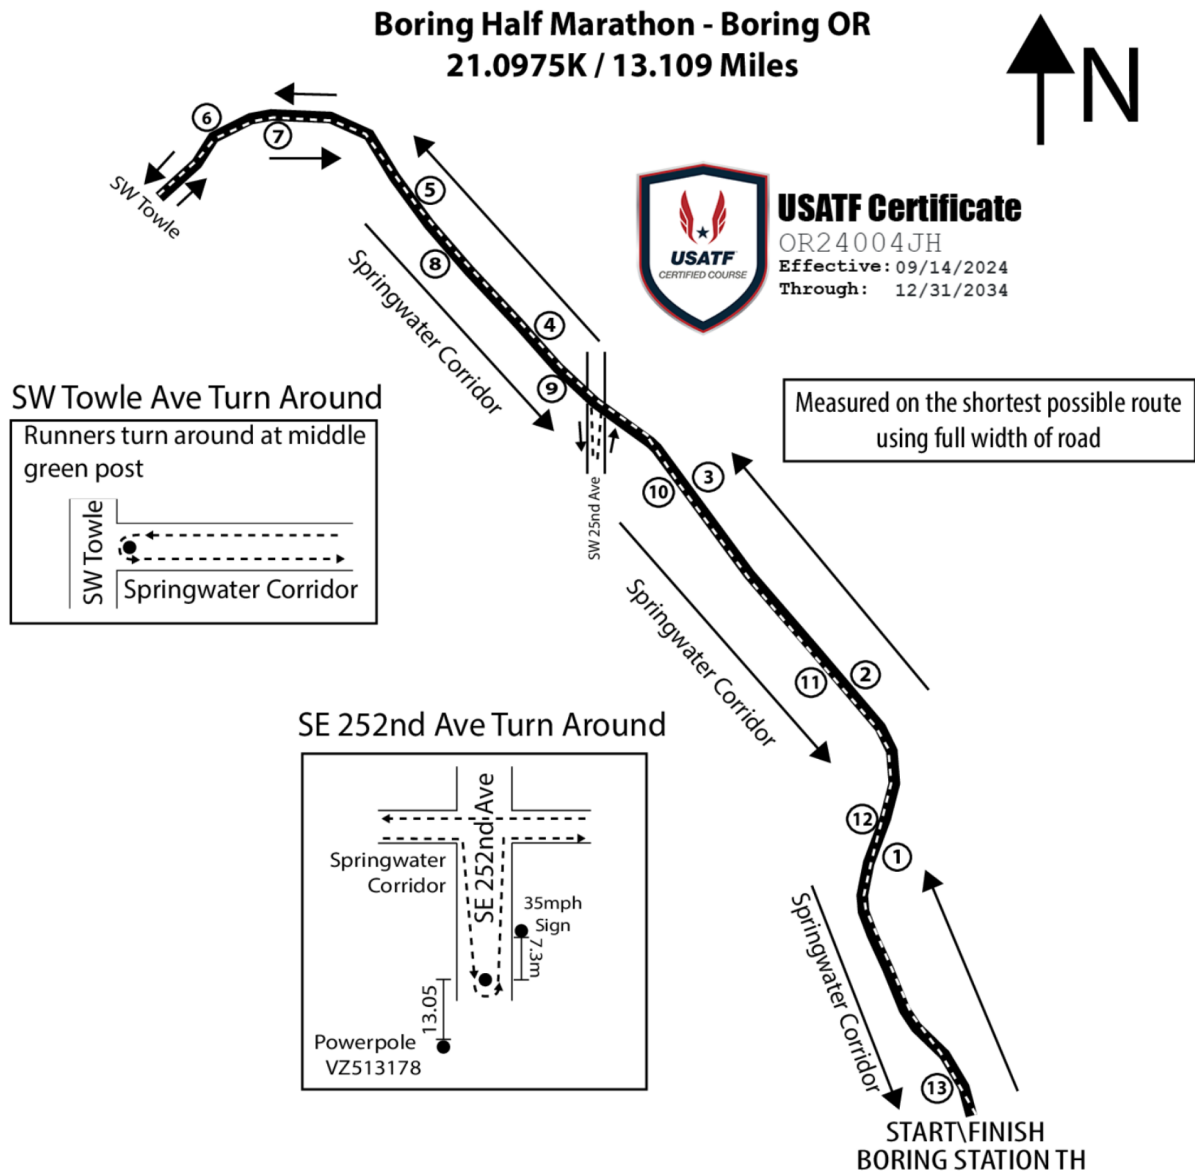 Boring Half Marathon - Boring OR
21.0975K / 13.109 Miles
N
6
7
SW Towle
5
8
Springwater Corridor
4
9
USATF
CERTIFIED COURSE
USATF Certificate
OR24004JH
Effective: 09/14/2024
Through: 12/31/2034
SW Towle Ave Turn Around
Runners turn around at middle
green post
SW Towle
Springwater Corridor
Measured on the shortest possible route
using full width of road
3
10
SW 25nd Ave
Springwater Corridor
2
11
SE 252nd Ave Turn Around
SE 252nd Ave
Springwater
Corridor
35mph
Sign
7.3m
13.05
Powerpole
VZ513178
12
1
Springwater Corridor
13
START\FINISH
BORING STATION TH